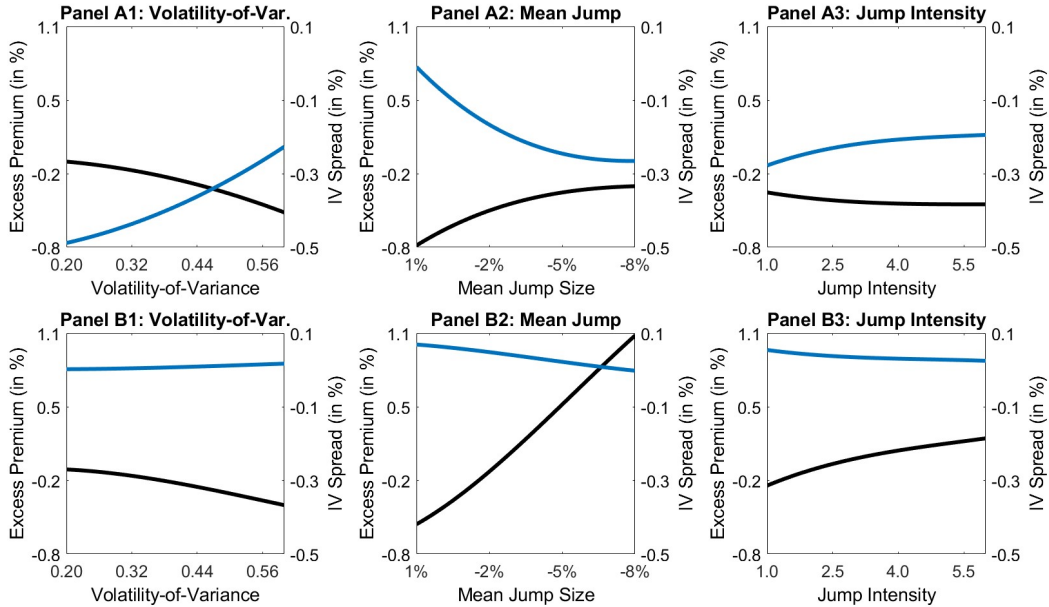 Panel A1: Volatility-of-Var.
1.1
0.5
-0.2
-0.8
Excess Premium (in %)
0.1
-0.1
-0.3
-0.5
IV Spread (in %)
0.20 0.32 0.44 0.56
Volatility-of-Variance
Panel A2: Mean Jump
1.1
0.5
-0.2
-0.8
Excess Premium (in %)
0.1
-0.1
-0.3
-0.5
IV Spread (in %)
1% -2% -5% -8%
Mean Jump Size
Panel A3: Jump Intensity
1.1
0.5
-0.2
-0.8
Excess Premium (in %)
0.1
-0.1
-0.3
-0.5
IV Spread (in %)
1.0 2.5 4.0 5.5
Jump Intensity
Panel B1: Volatility-of-Var.
1.1
0.5
-0.2
-0.8
Excess Premium (in %)
0.1
-0.1
-0.3
-0.5
IV Spread (in %)
0.20 0.32 0.44 0.56
Volatility-of-Variance
Panel B2: Mean Jump
1.1
0.5
-0.2
-0.8
Excess Premium (in %)
0.1
-0.1
-0.3
-0.5
IV Spread (in %)
1% -2% -5% -8%
Mean Jump Size
Panel B3: Jump Intensity
1.1
0.5
-0.2
-0.8
Excess Premium (in %)
0.1
-0.1
-0.3
-0.5
IV Spread (in %)
1.0 2.5 4.0 5.5
Jump Intensity